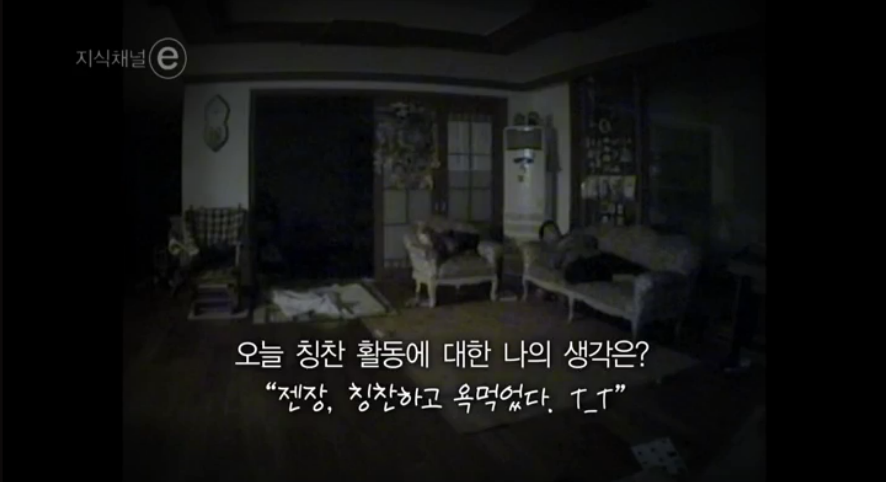 지식채널 e
오늘 칭찬 활동에 대한 나의 생각은?
“젠장, 칭찬하고 욕먹었다. T_T”